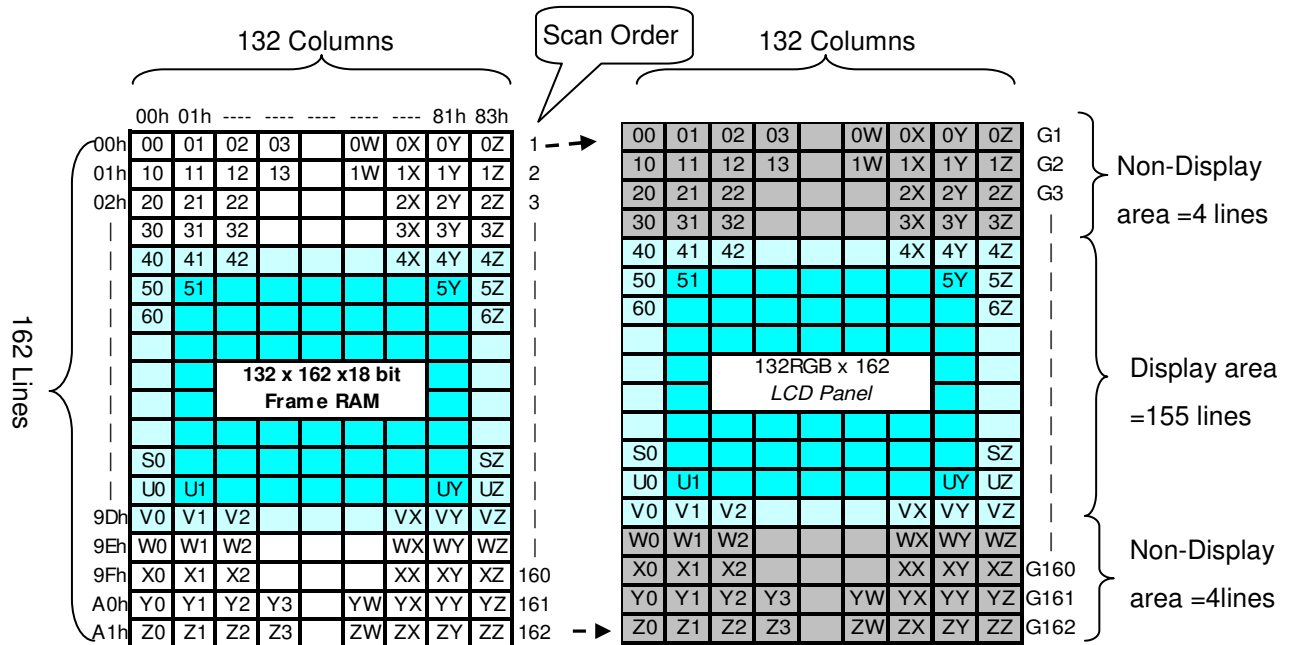 132 Columns
Scan Order
132 Columns
00h 01h ---- ---- ---- ---- ---- 81h 83h
00h 00 01 02 03 0W 0X 0Y 0Z 1
01h 10 11 12 13 1W 1X 1Y 1Z 2
02h 20 21 22 2X 2Y 2Z 3
30 31 32 3X 3Y 3Z
40 41 42 4X 4Y 4Z
50 51 5Y 5Z
60 6Z
132 x 162 x18 bit
Frame RAM
S0 SZ
U0 U1 UY UZ
9Dh V0 V1 V2 VX VY VZ
9Eh W0 W1 W2 WX WY WZ
9Fh X0 X1 X2 XX XY XZ 160
A0h Y0 Y1 Y2 Y3 YW YX YY YZ 161
A1h Z0 Z1 Z2 Z3 ZW ZX ZY ZZ 162
162 Lines
00 01 02 03 0W 0X 0Y 0Z G1
10 11 12 13 1W 1X 1Y 1Z G2
20 21 22 2X 2Y 2Z G3
30 31 32 3X 3Y 3Z
40 41 42 4X 4Y 4Z
50 51 5Y 5Z
60 6Z
132RGB x 162
LCD Panel
S0 SZ
U0 U1 UY UZ
V0 V1 V2 VX VY VZ
W0 W1 W2 WX WY WZ
X0 X1 X2 XX XY XZ G160
Y0 Y1 Y2 Y3 YW YX YY YZ G161
Z0 Z1 Z2 Z3 ZW ZX ZY ZZ G162
Non-Display
area =4 lines
Display area
=155 lines
Non-Display
area =4lines